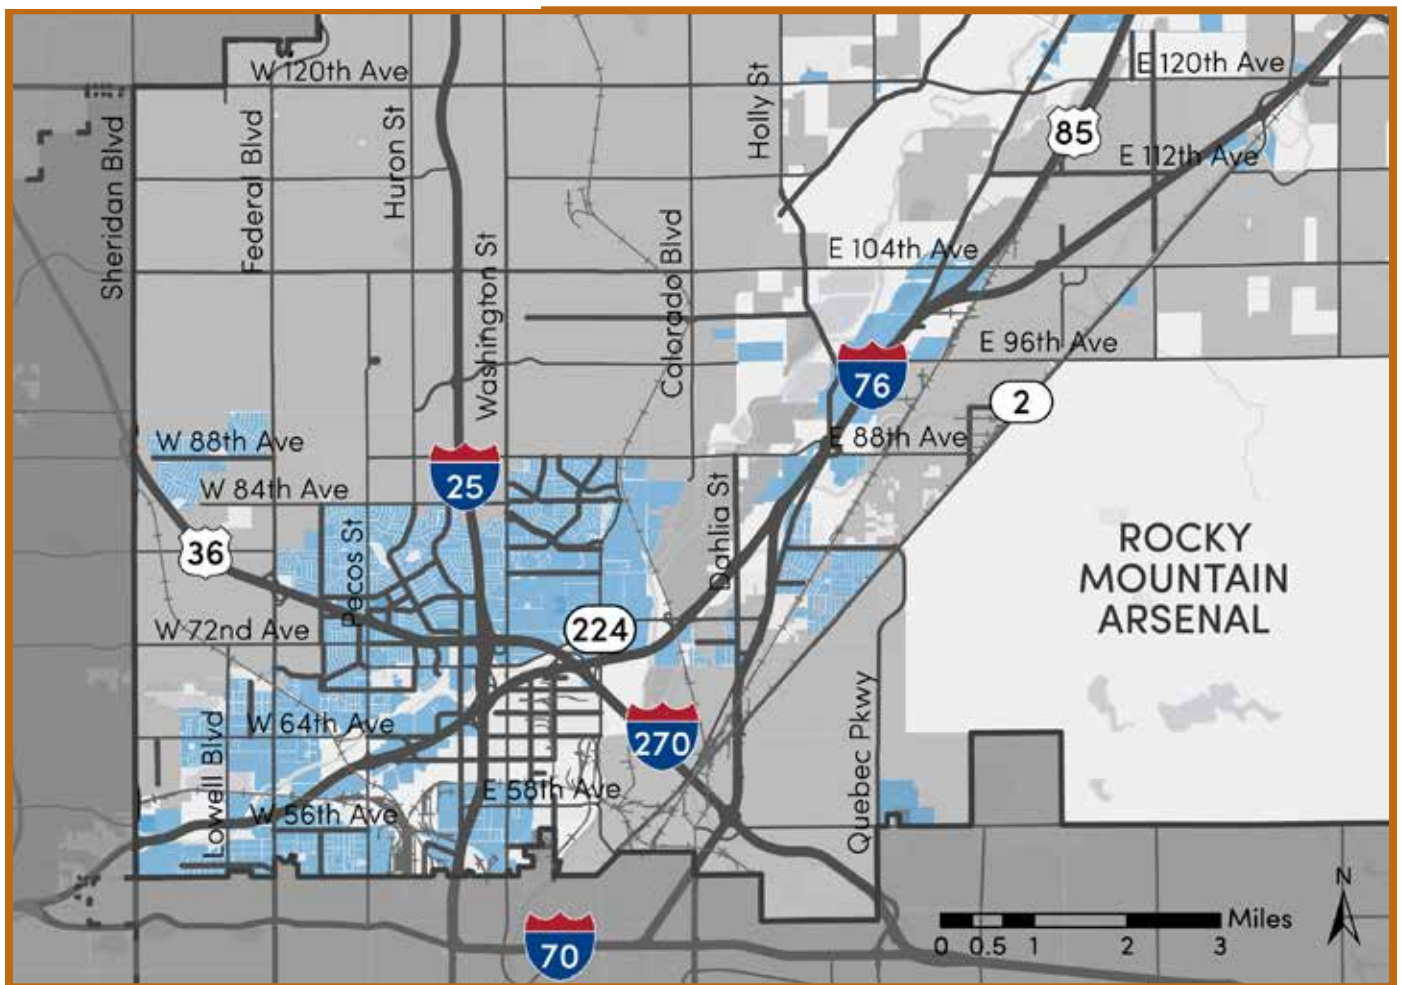 W 120th Ave
E 120th Ave
Holly St
85
Sheridan Blvd
Federal Blvd
Huron St
E 112th Ave
Washington St
Colorado Blvd
E 104th Ave
E 96th Ave
76
2
W 88th Ave
E 88th Ave
25
W 84th Ave
Dahlia St
36
Pecos St
ROCKY
MOUNTAIN
ARSENAL
W 72nd Ave
224
Lowell Blvd
W 64th Ave
270
Quebec Pkwy
E 58th Ave
W 56th Ave
N
Miles
0 0.5 1 2 3
70